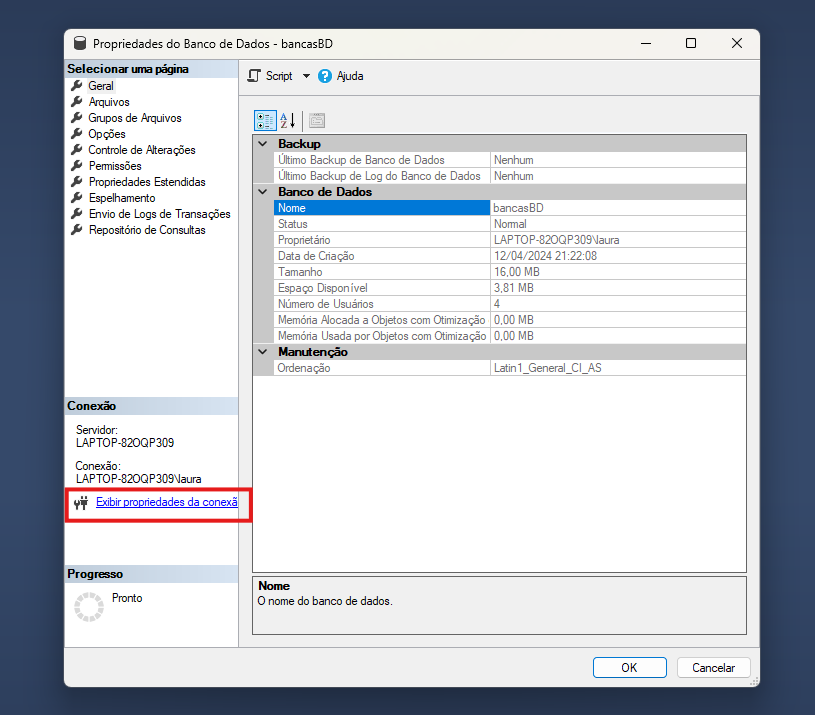 Propriedades do Banco de Dados - bancasBD
Selecionar uma página
Geral
Arquivos
Grupos de Arquivos
Opções
Controle de Alterações
Permissões
Propriedades Estendidas
Espelhamento
Envio de Logs de Transações
Repositório de Consultas
Conexão
Servidor:
LAPTOP-82OQP309
Conexão:
LAPTOP-82OQP309\laura
Exibir propriedades da conexã
Progresso
Pronto
Script
Ajuda
Backup
Último Backup de Banco de Dados Nenhum
Último Backup de Log do Banco de Dados Nenhum
Banco de Dados
Nome bancasBD
Status Normal
Proprietário LAPTOP-82OQP309\laura
Data de Criação 12/04/2024 21:22:08
Tamanho 16,00 MB
Espaço Disponível 3,81 MB
Número de Usuários 4
Memória Alocada a Objetos com Otimização 0,00 MB
Memória Usada por Objetos com Otimização 0,00 MB
Manutenção
Ordenação Latin1_General_CI_AS
Nome
O nome do banco de dados.
OK
Cancelar